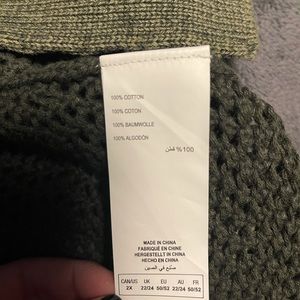 100% COTTON
100% COTON
100% BAUMWOLLE
100% ALGODÓN
%100 قطن
MADE IN CHINA
FABRIQUÉ EN CHINE
HERGESTELLT IN CHINA
HECHO EN CHINA
صنع في الصين
CAN/US UK EU AU FR
2X 22/24 50/52 22/24 50/52